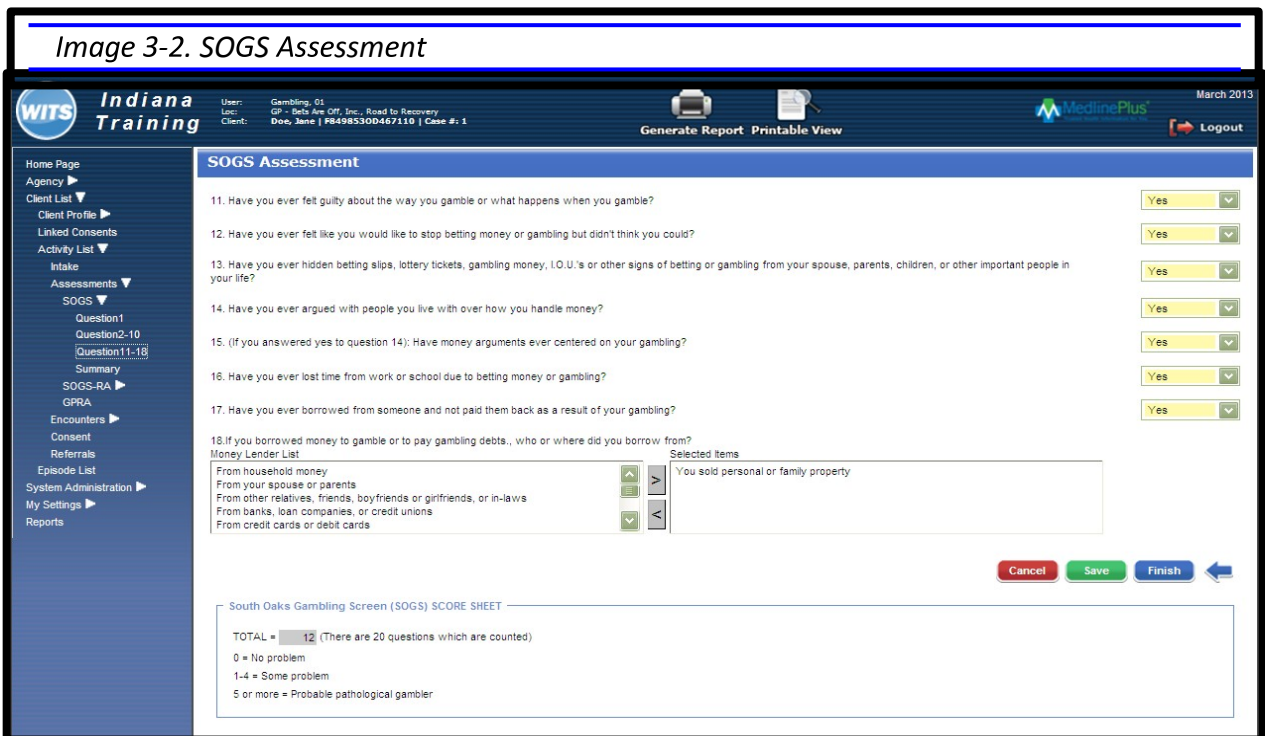 Image 3-2. SOGS Assessment
WITS
Indiana
Training
User: Gambling, 01
Loc: GP - Bets Are Off, Inc., Road to Recovery
Client: Doe, Jane | F84985300467110 | Case #: 1
Generate Report Printable View
MedlinePlus
March 2013
Logout
Home Page
Agency
Client List
Client Profile
Linked Consents
Activity List
Intake
Assessments
SOGS
Question1
Question2-10
Question11-18
Summary
SOGS-RA
GPRA
Encounters
Consent
Referrals
Episode List
System Administration
My Settings
Reports
SOGS Assessment
11. Have you ever felt guilty about the way you gamble or what happens when you gamble? Yes
12. Have you ever felt like you would like to stop betting money or gambling but didn't think you could? Yes
13. Have you ever hidden betting slips, lottery tickets, gambling money, I.O.U.'s or other signs of betting or gambling from your spouse, parents, children, or other important people in
your life? Yes
14. Have you ever argued with people you live with over how you handle money? Yes
15. (If you answered yes to question 14): Have money arguments ever centered on your gambling? Yes
16. Have you ever lost time from work or school due to betting money or gambling? Yes
17. Have you ever borrowed from someone and not paid them back as a result of your gambling? Yes
18.If you borrowed money to gamble or to pay gambling debts., who or where did you borrow from?
Money Lender List Selected Items
From household money
From your spouse or parents
From other relatives, friends, boyfriends or girlfriends, or in-laws
From banks, loan companies, or credit unions
From credit cards or debit cards
>
<
You sold personal or family property
Cancel Save Finish
South Oaks Gambling Screen (SOGS) SCORE SHEET
TOTAL = 12 (There are 20 questions which are counted)
0 = No problem
1-4 = Some problem
5 or more = Probable pathological gambler